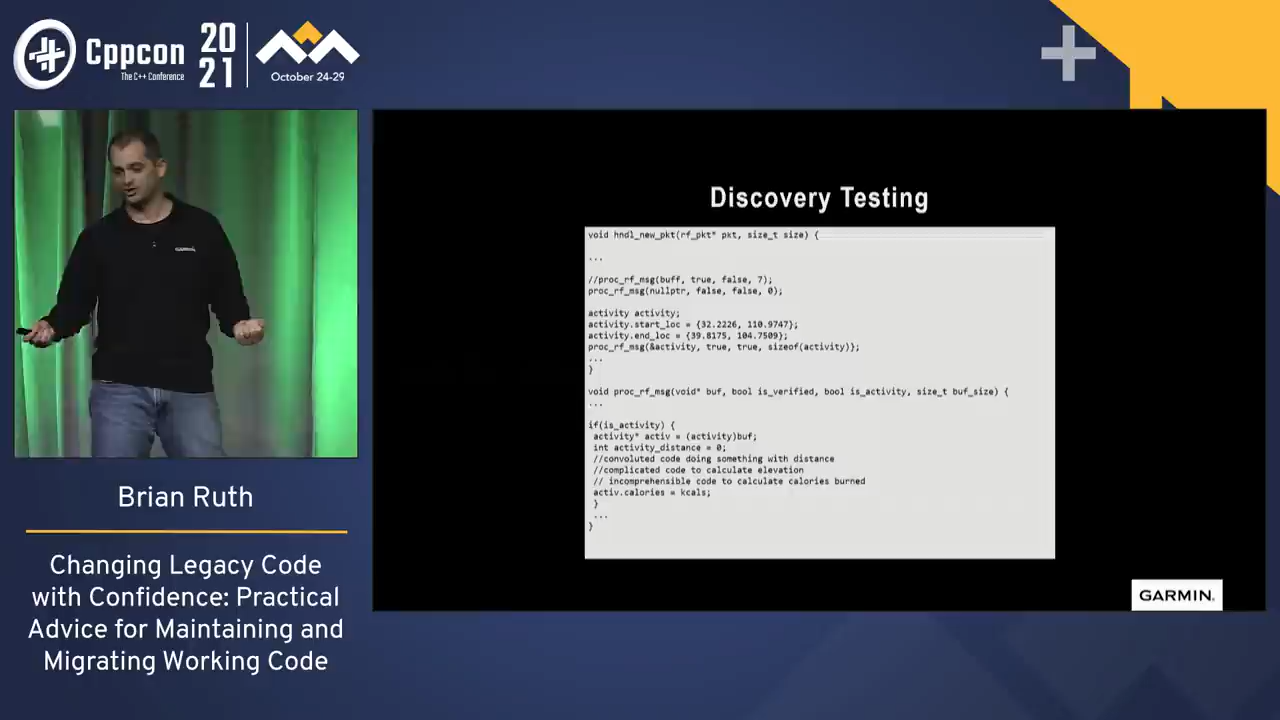 Cppcon
The C++ Conference
20
21
October 24-29
Discovery Testing
void hndl_new_pkt(rf_pkt* pkt, size_t size) {
...
//proc_rf_msg(buff, true, false, 7);
proc_rf_msg(nullptr, false, false, 0);
activity activity;
activity.start_loc = {32.2226, 110.9747};
activity.end_loc = {39.8175, 104.7509};
proc_rf_msg(&activity, true, true, sizeof(activity)};
...
}
void proc_rf_msg(void* buf, bool is_verified, bool is_activity, size_t buf_size) {
...
if(is_activity) {
activity* activ = (activity)buf;
int activity_distance = 0;
//convoluted code doing something with distance
//complicated code to calculate elevation
// incomprehensible code to calculate calories burned
activ.calories = kcals;
}
...
}
GARMIN.
Brian Ruth
Changing Legacy Code
with Confidence: Practical
Advice for Maintaining and
Migrating Working Code